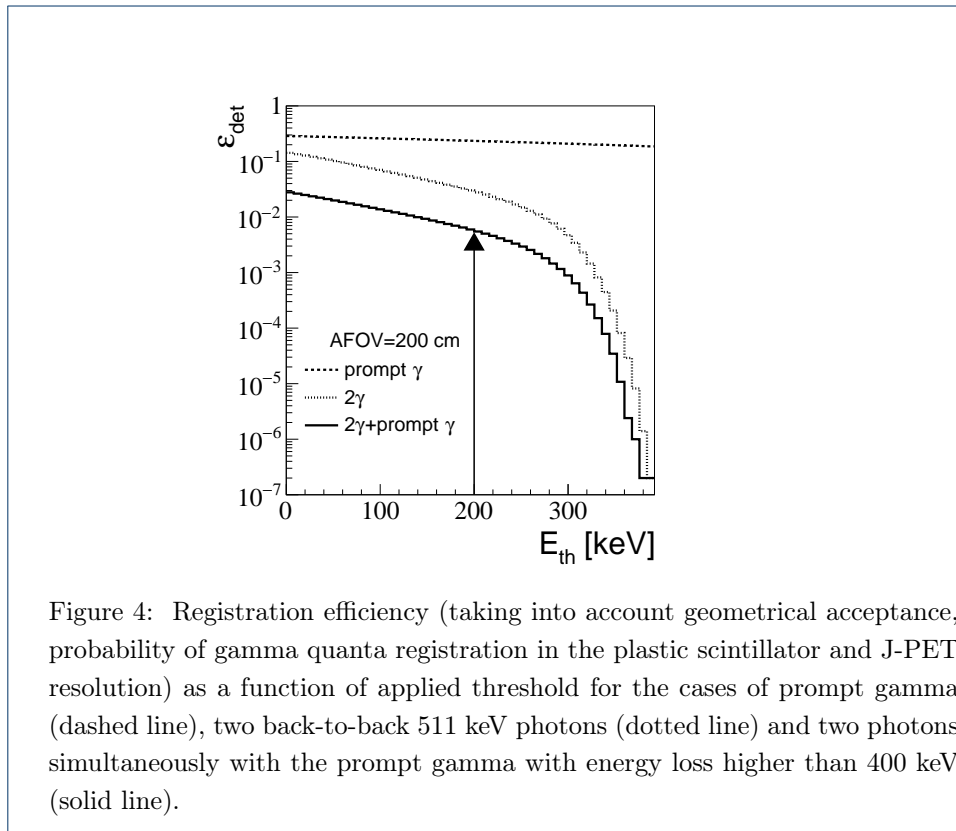 ε_det
1
10⁻¹
10⁻²
10⁻³
10⁻⁴
10⁻⁵
10⁻⁶
10⁻⁷
AFOV=200 cm
prompt γ
2γ
2γ+prompt γ
0 100 200 300
E_th [keV]
Figure 4: Registration efficiency (taking into account geometrical acceptance,
probability of gamma quanta registration in the plastic scintillator and J-PET
resolution) as a function of applied threshold for the cases of prompt gamma
(dashed line), two back-to-back 511 keV photons (dotted line) and two photons
simultaneously with the prompt gamma with energy loss higher than 400 keV
(solid line).